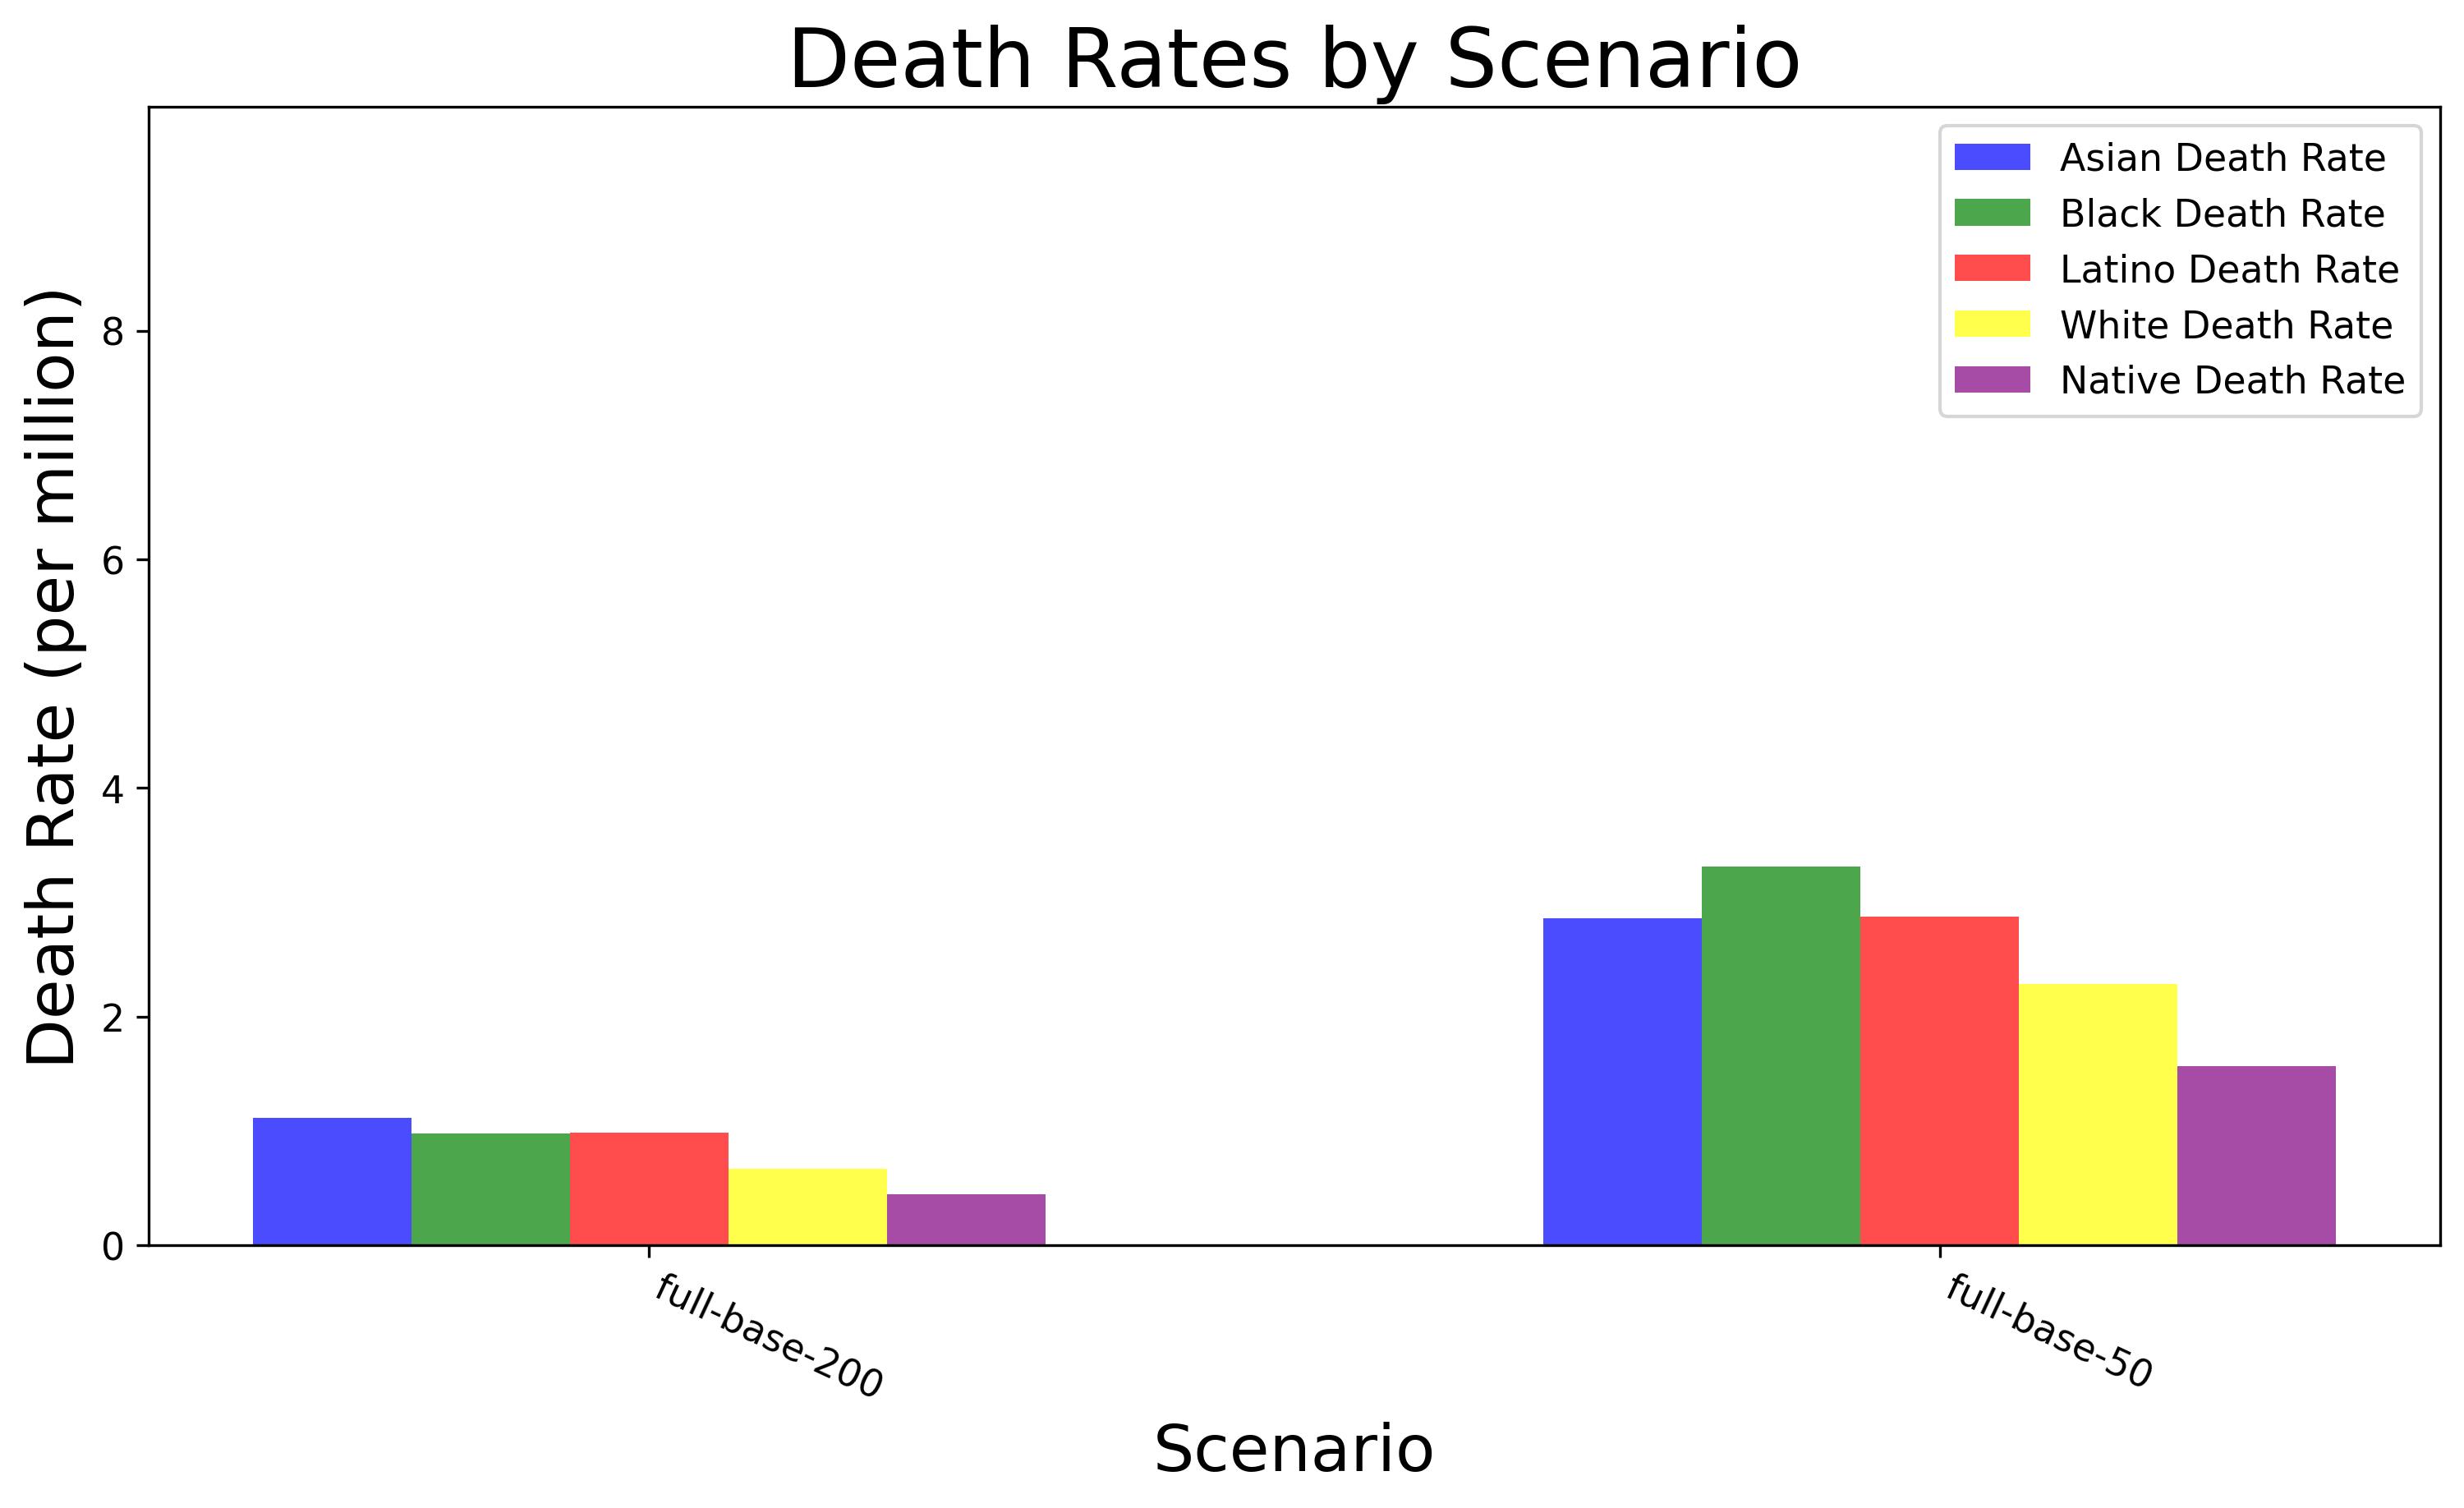 Death Rates by Scenario
Asian Death Rate
Black Death Rate
Latino Death Rate
White Death Rate
Native Death Rate
Death Rate (per million)
8
6
4
2
0
full-base-200
full-base-50
Scenario